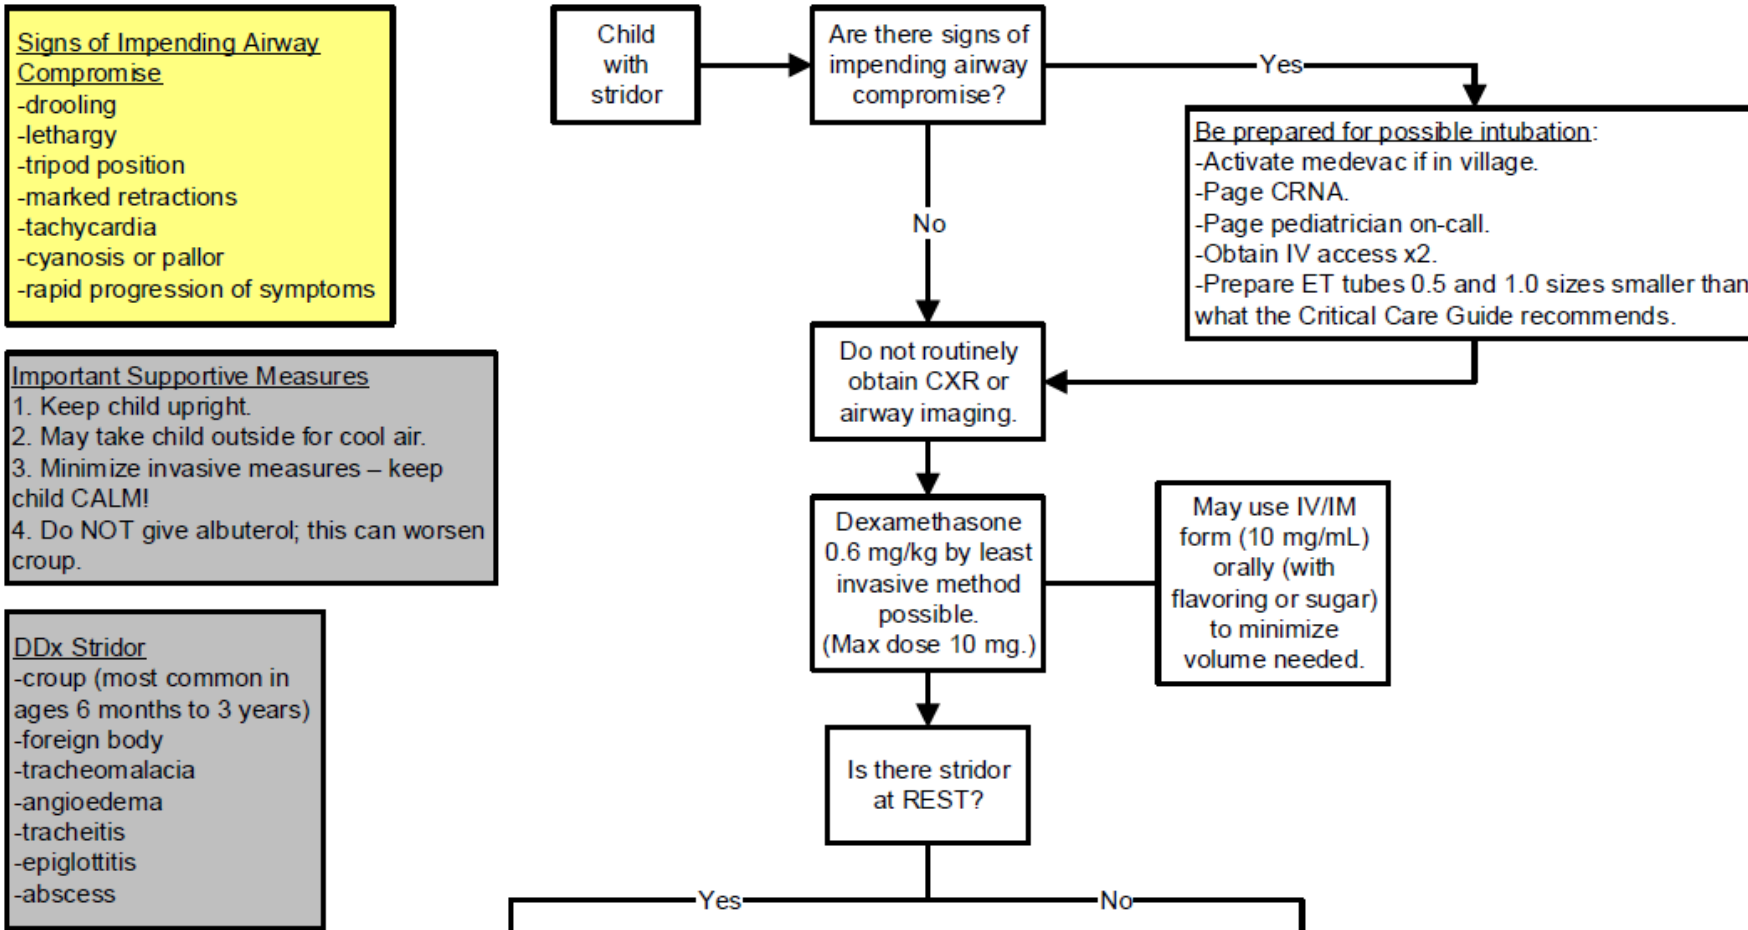 Signs of Impending Airway
Compromise
-drooling
-lethargy
-tripod position
-marked retractions
-tachycardia
-cyanosis or pallor
-rapid progression of symptoms
Important Supportive Measures
1. Keep child upright.
2. May take child outside for cool air.
3. Minimize invasive measures – keep
child CALM!
4. Do NOT give albuterol; this can worsen
croup.
DDx Stridor
-croup (most common in
ages 6 months to 3 years)
-foreign body
-tracheomalacia
-angioedema
-tracheitis
-epiglottitis
-abscess
Child
with
stridor
Are there signs of
impending airway
compromise?
Yes
Be prepared for possible intubation:
-Activate medevac if in village.
-Page CRNA.
-Page pediatrician on-call.
-Obtain IV access x2.
-Prepare ET tubes 0.5 and 1.0 sizes smaller than
what the Critical Care Guide recommends.
No
Do not routinely
obtain CXR or
airway imaging.
Dexamethasone
0.6 mg/kg by least
invasive method
possible.
(Max dose 10 mg.)
May use IV/IM
form (10 mg/mL)
orally (with
flavoring or sugar)
to minimize
volume needed.
Is there stridor
at REST?
Yes
No